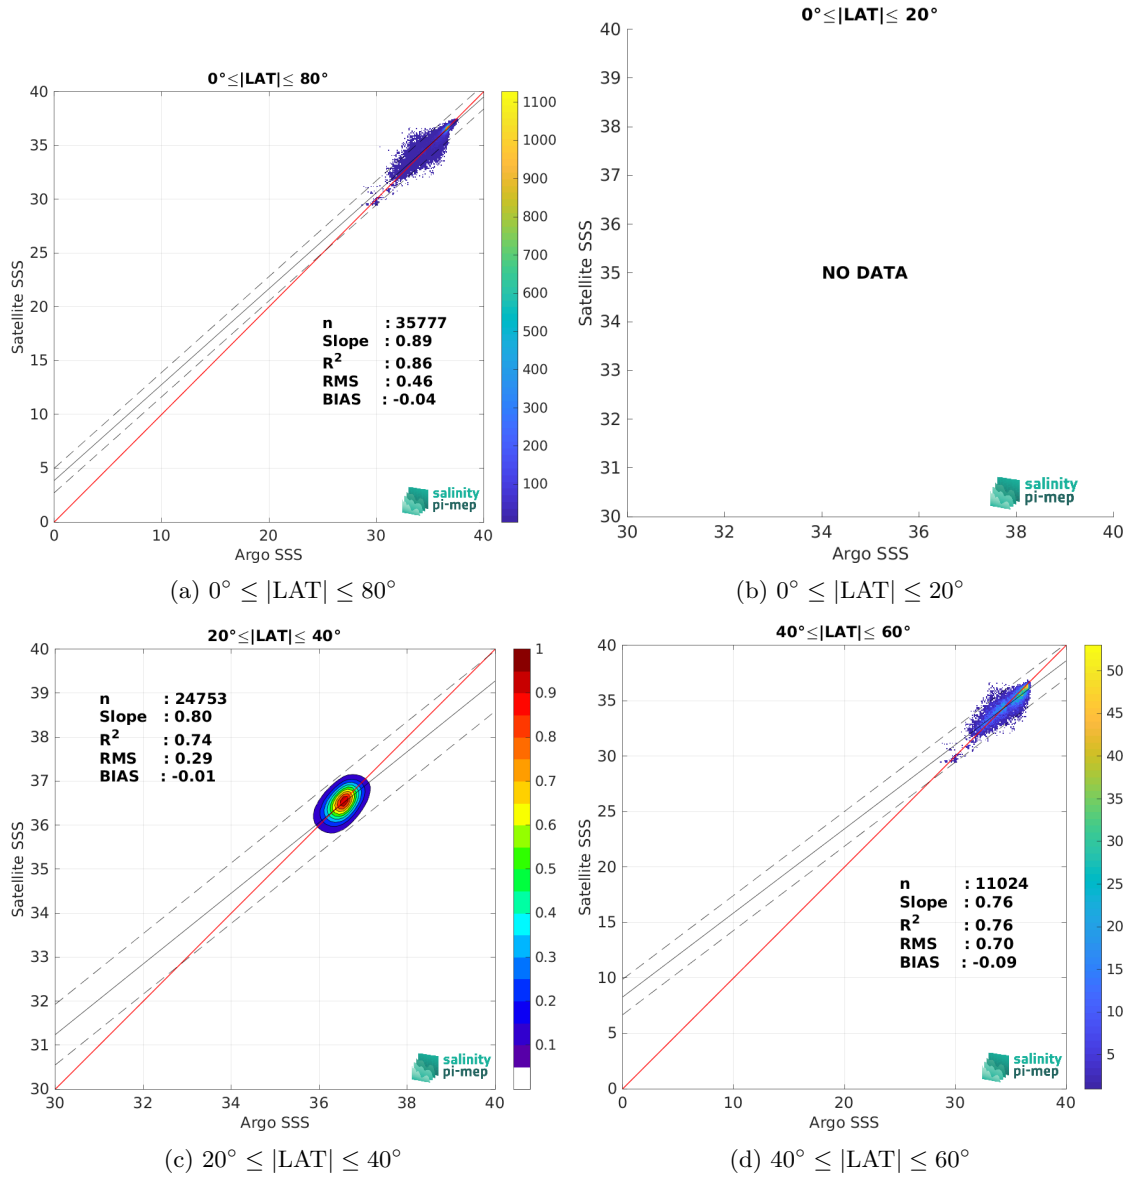 0°≤|LAT|≤ 80°
40
35
30
25
20
15
10
5
0
Satellite SSS
0
10
20
30
40
Argo SSS
n : 35777
Slope : 0.89
R² : 0.86
RMS : 0.46
BIAS : -0.04
salinity
pi-mep
1100
1000
900
800
700
600
500
400
300
200
100
(a) 0° ≤ |LAT| ≤ 80°
0°≤|LAT|≤ 20°
40
39
38
37
36
35
34
33
32
31
30
Satellite SSS
NO DATA
salinity
pi-mep
30
32
34
36
38
40
Argo SSS
(b) 0° ≤ |LAT| ≤ 20°
20°≤|LAT|≤ 40°
40
39
38
37
36
35
34
33
32
31
30
Satellite SSS
n : 24753
Slope : 0.80
R² : 0.74
RMS : 0.29
BIAS : -0.01
salinity
pi-mep
30
32
34
36
38
40
Argo SSS
1
0.9
0.8
0.7
0.6
0.5
0.4
0.3
0.2
0.1
(c) 20° ≤ |LAT| ≤ 40°
40°≤|LAT|≤ 60°
40
35
30
25
20
15
10
5
0
Satellite SSS
n : 11024
Slope : 0.76
R² : 0.76
RMS : 0.70
BIAS : -0.09
salinity
pi-mep
0
10
20
30
40
Argo SSS
50
45
40
35
30
25
20
15
10
5
(d) 40° ≤ |LAT| ≤ 60°